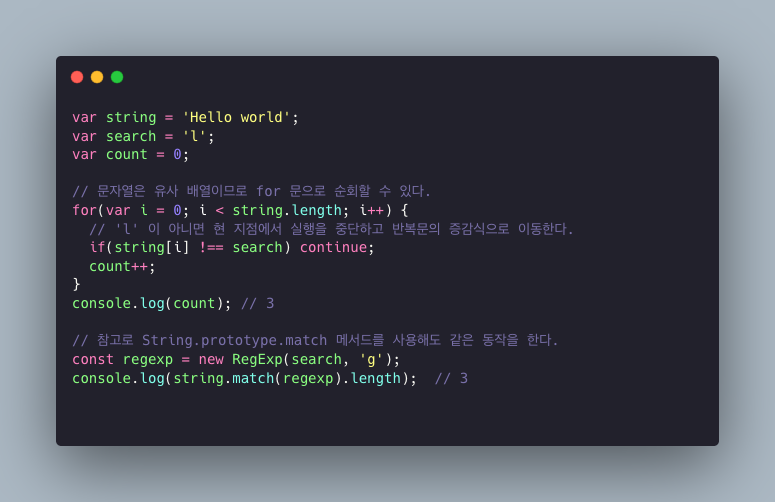 var string = 'Hello world';
var search = 'l';
var count = 0;

// 문자열은 유사 배열이므로 for 문으로 순회할 수 있다.
for(var i = 0; i < string.length; i++) {
  // 'l' 이 아니면 현 지점에서 실행을 중단하고 반복문의 증감식으로 이동한다.
  if(string[i] !== search) continue;
  count++;
}
console.log(count); // 3

// 참고로 String.prototype.match 메서드를 사용해도 같은 동작을 한다.
const regexp = new RegExp(search, 'g');
console.log(string.match(regexp).length);  // 3